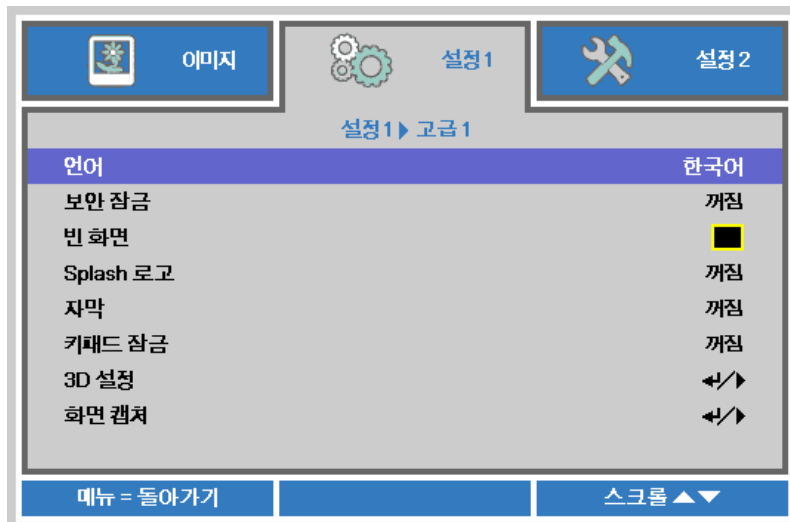 이미지
설정1
설정2
설정1▶고급1
언어 한국어
보안 잠금 꺼짐
빈 화면
Splash 로고 꺼짐
자막 꺼짐
키패드 잠금 꺼짐
3D 설정 ↵/▶
화면 캡쳐 ↵/▶
메뉴 = 돌아가기
스크롤▲▼